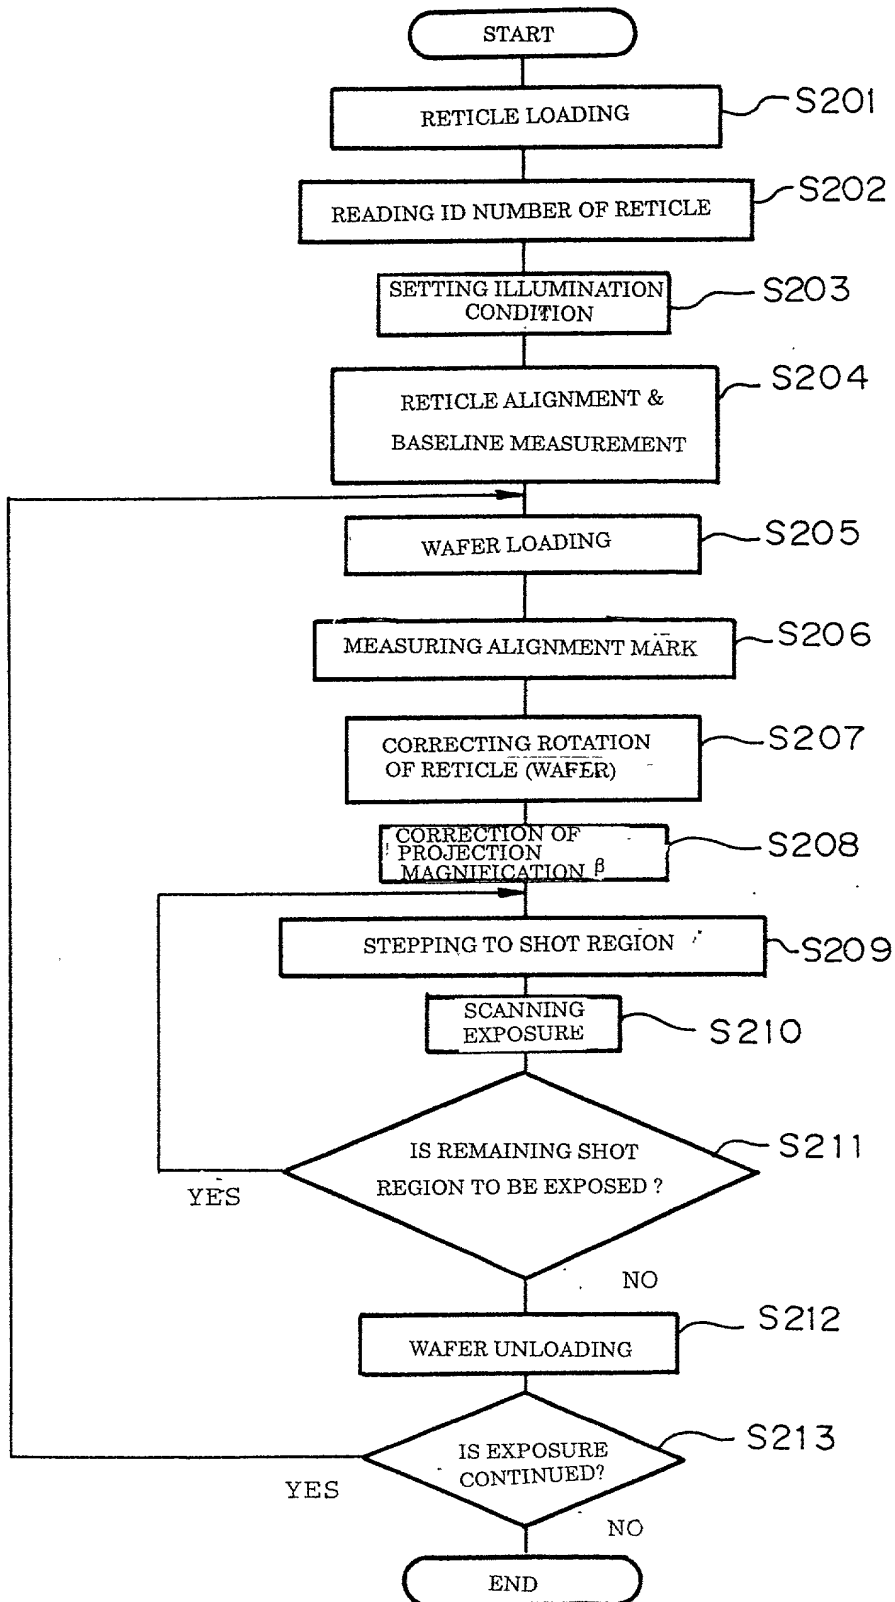 START
RETICLE LOADING
S201
READING ID NUMBER OF RETICLE
S202
SETTING ILLUMINATION
CONDITION
S203
RETICLE ALIGNMENT &
BASELINE MEASUREMENT
S204
WAFER LOADING
S205
MEASURING ALIGNMENT MARK
S206
CORRECTING ROTATION
OF RETICLE (WAFER)
S207
CORRECTION OF
PROJECTION
MAGNIFICATION β
S208
STEPPING TO SHOT REGION
S209
SCANNING
EXPOSURE
S210
IS REMAINING SHOT
REGION TO BE EXPOSED ?
S211
YES
NO
WAFER UNLOADING
S212
IS EXPOSURE
CONTINUED?
S213
YES
NO
END